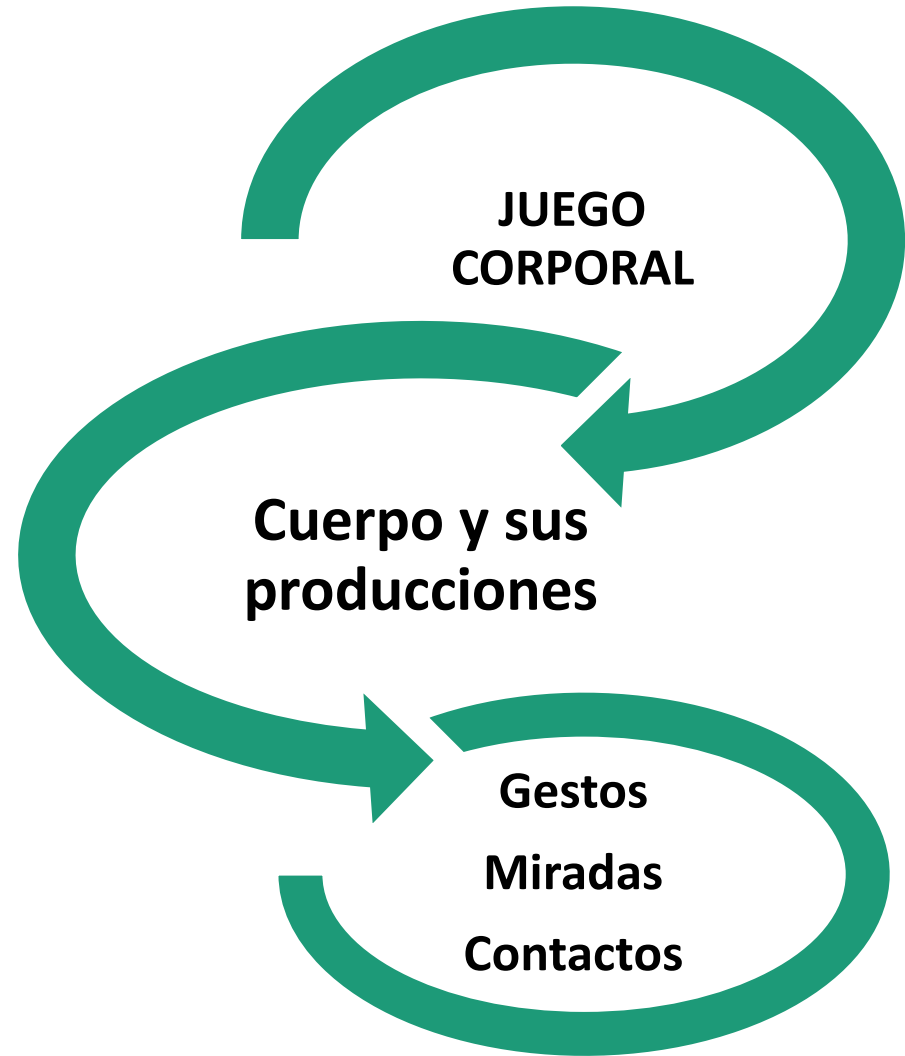 JUEGO
CORPORAL
Cuerpo y sus
producciones
Gestos
Miradas
Contactos